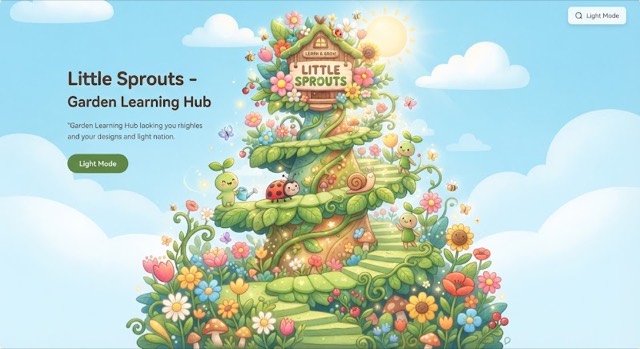 Light Mode
LEARN & GROW
LITTLE
SPROUTS
Little Sprouts -
Garden Learning Hub
"Garden Learning Hub looking you rhighles
and your designs and light nation.
Light Mode